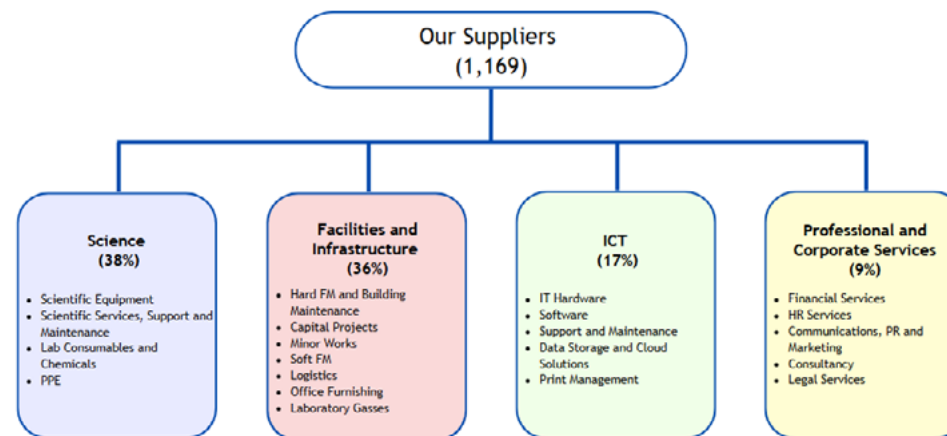 Our Suppliers
(1,169)
Science
(38%)
• Scientific Equipment
• Scientific Services, Support and
Maintenance
• Lab Consumables and
Chemicals
• PPE
Facilities and
Infrastructure
(36%)
• Hard FM and Building
Maintenance
• Capital Projects
• Minor Works
• Soft FM
• Logistics
• Office Furnishing
• Laboratory Gasses
ICT
(17%)
• IT Hardware
• Software
• Support and Maintenance
• Data Storage and Cloud
Solutions
• Print Management
Professional and
Corporate Services
(9%)
• Financial Services
• HR Services
• Communications, PR and
Marketing
• Consultancy
• Legal Services